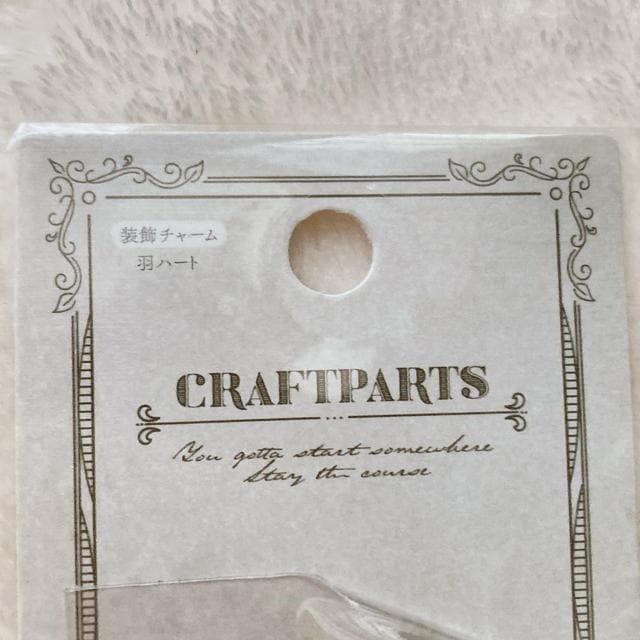 装飾チャーム
羽ハート
CRAFTPARTS
You gotta start somewhere
Stay the course